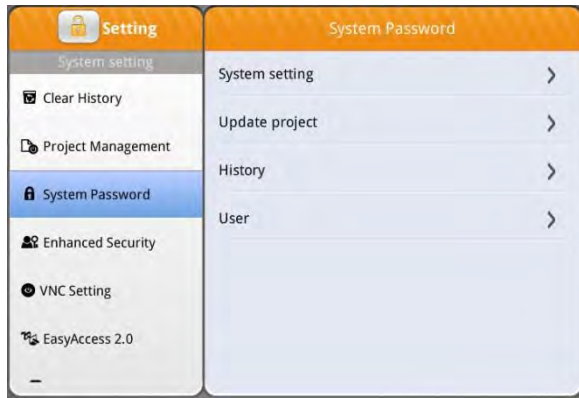 Setting
System setting
Clear History
Project Management
System Password
Enhanced Security
VNC Setting
EasyAccess 2.0
System Password
System setting
Update project
History
User